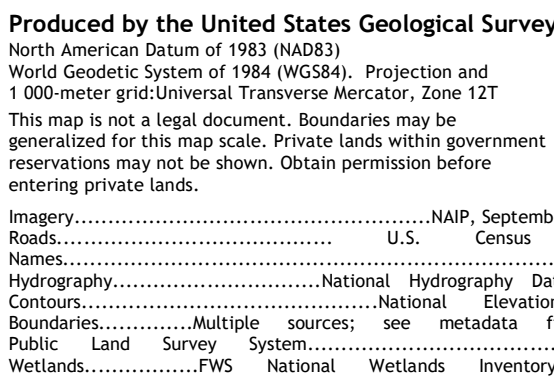 Produced by the United States Geological Survey
North American Datum of 1983 (NAD83)
World Geodetic System of 1984 (WGS84). Projection and
1 000-meter grid:Universal Transverse Mercator, Zone 12T
This map is not a legal document. Boundaries may be
generalized for this map scale. Private lands within government
reservations may not be shown. Obtain permission before
entering private lands.
Imagery..................................................NAIP,
Roads....................................... U.S. Census
Names..................................................................
Hydrography.............................National Hydrography
Contours..........................................National
Boundaries.............Multiple sources; see metadata
Public Land Survey System...................................
Wetlands................FWS National Wetlands Inventory